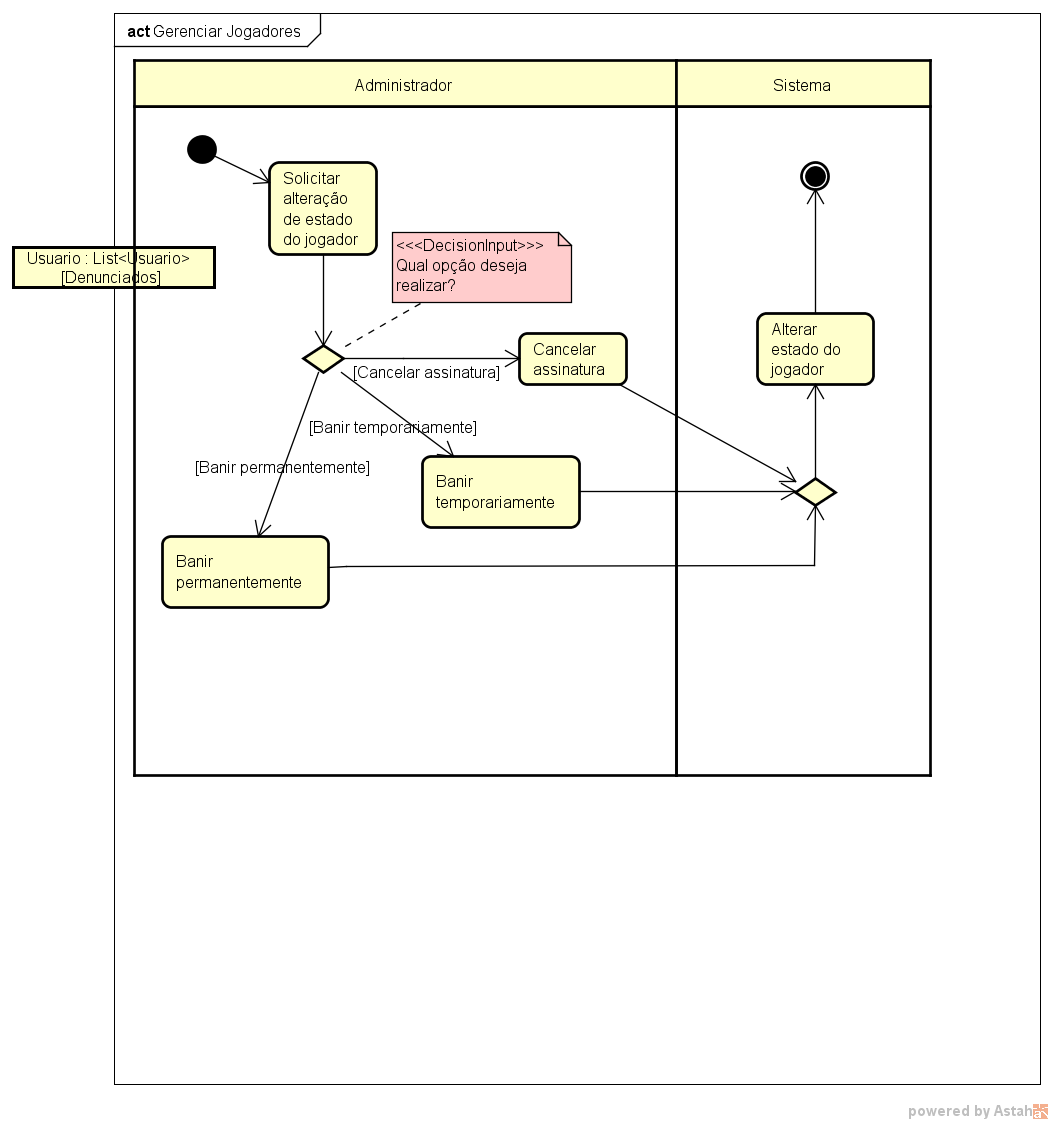 act Gerenciar Jogadores
Administrador
Sistema
Solicitar
alteração
de estado
do jogador
<<<DecisionInput>>>
Qual opção deseja
realizar?
Usuario : List<Usuario>
[Denunciados]
Alterar
estado do
jogador
Cancelar
assinatura
[Cancelar assinatura]
[Banir temporariamente]
[Banir permanentemente]
Banir
temporariamente
Banir
permanentemente
powered by Astah